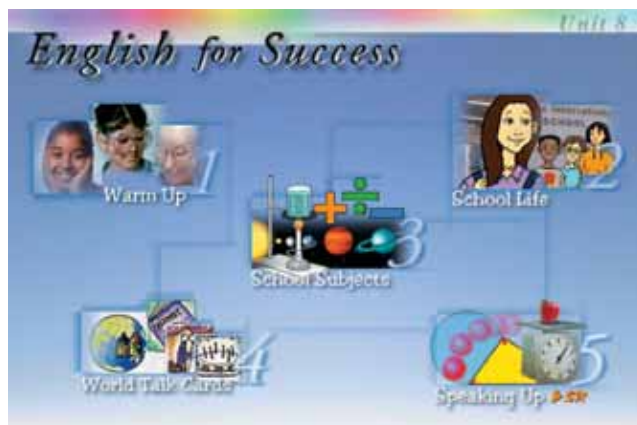 Unit 8
English for Success
1
Warm Up
2
School Life
3
School Subjects
4
World Talk Cards
5
Speaking Up